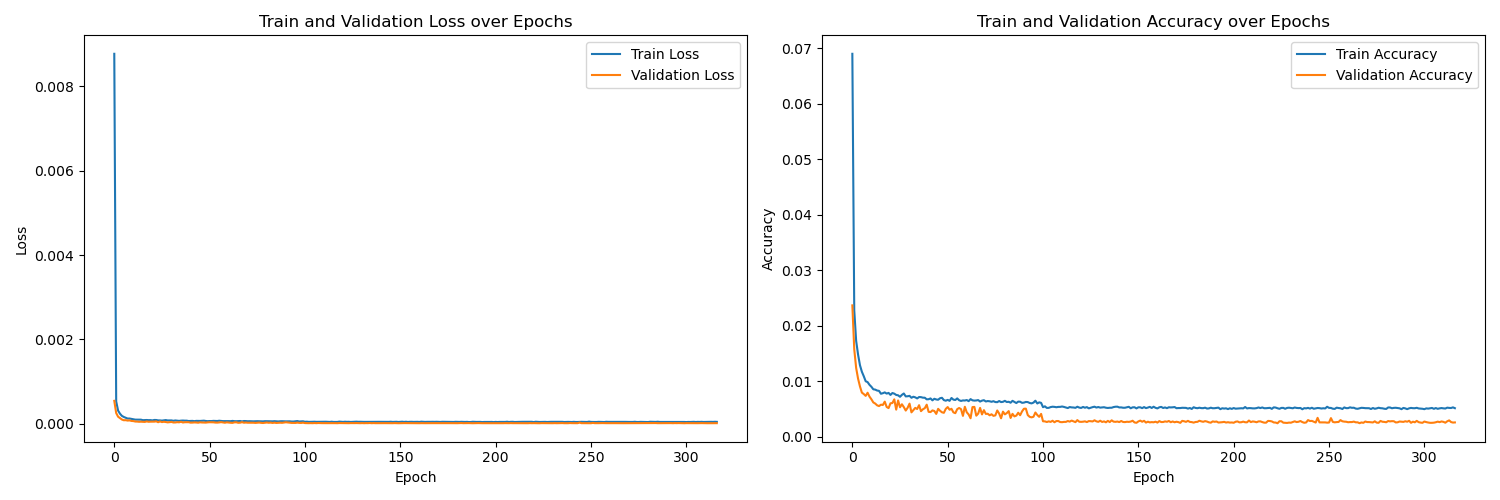 Train and Validation Loss over Epochs
Train Loss
Validation Loss
0.008
0.006
0.004
0.002
0.000
Loss
0
50
100
150
200
250
300
Epoch
Train and Validation Accuracy over Epochs
Train Accuracy
Validation Accuracy
0.07
0.06
0.05
0.04
0.03
0.02
0.01
0.00
Accuracy
0
50
100
150
200
250
300
Epoch